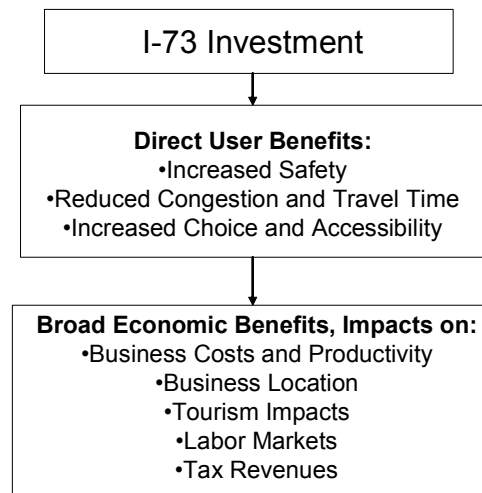 I-73 Investment
Direct User Benefits:
•Increased Safety
•Reduced Congestion and Travel Time
•Increased Choice and Accessibility
Broad Economic Benefits, Impacts on:
•Business Costs and Productivity
•Business Location
•Tourism Impacts
•Labor Markets
•Tax Revenues